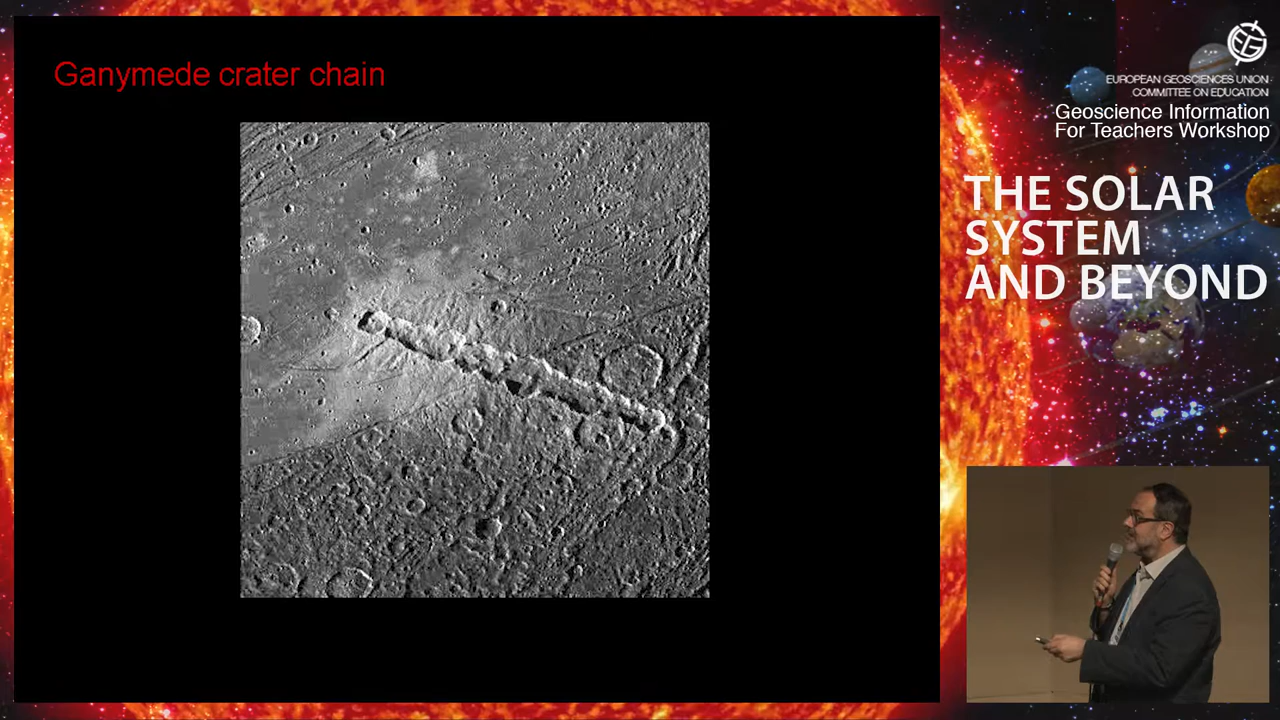 Ganymede crater chain
EUROPEAN GEOSCIENCES UNION
COMMITTEE ON EDUCATION
Geoscience Information
For Teachers Workshop
THE SOLAR
SYSTEM
AND BEYOND